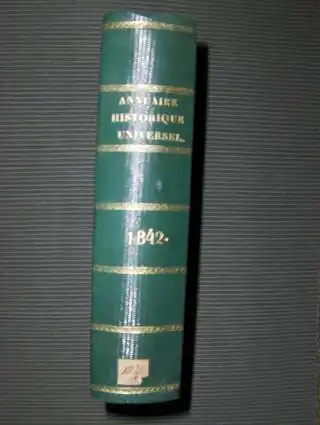 ANNUAIRE
HISTORIQUE
UNIVERSEL.
1842.